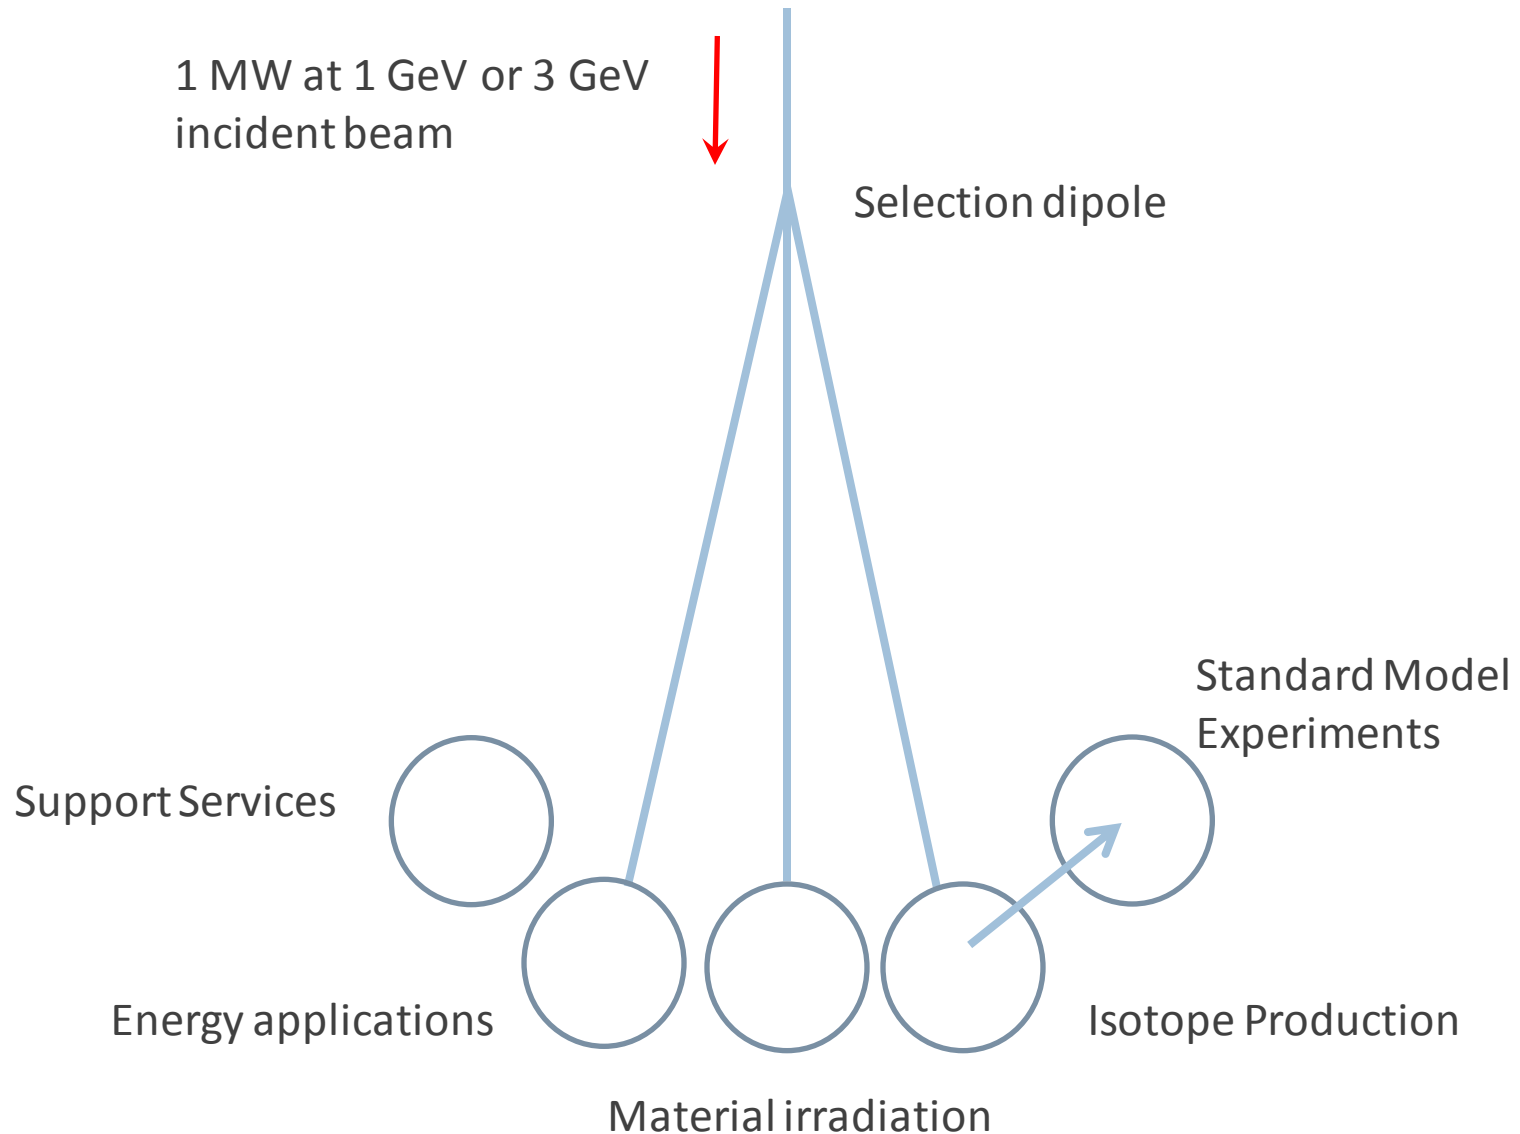 1 MW at 1 GeV or 3 GeV
incident beam
Selection dipole
Standard Model
Experiments
Support Services
Energy applications
Isotope Production
Material irradiation